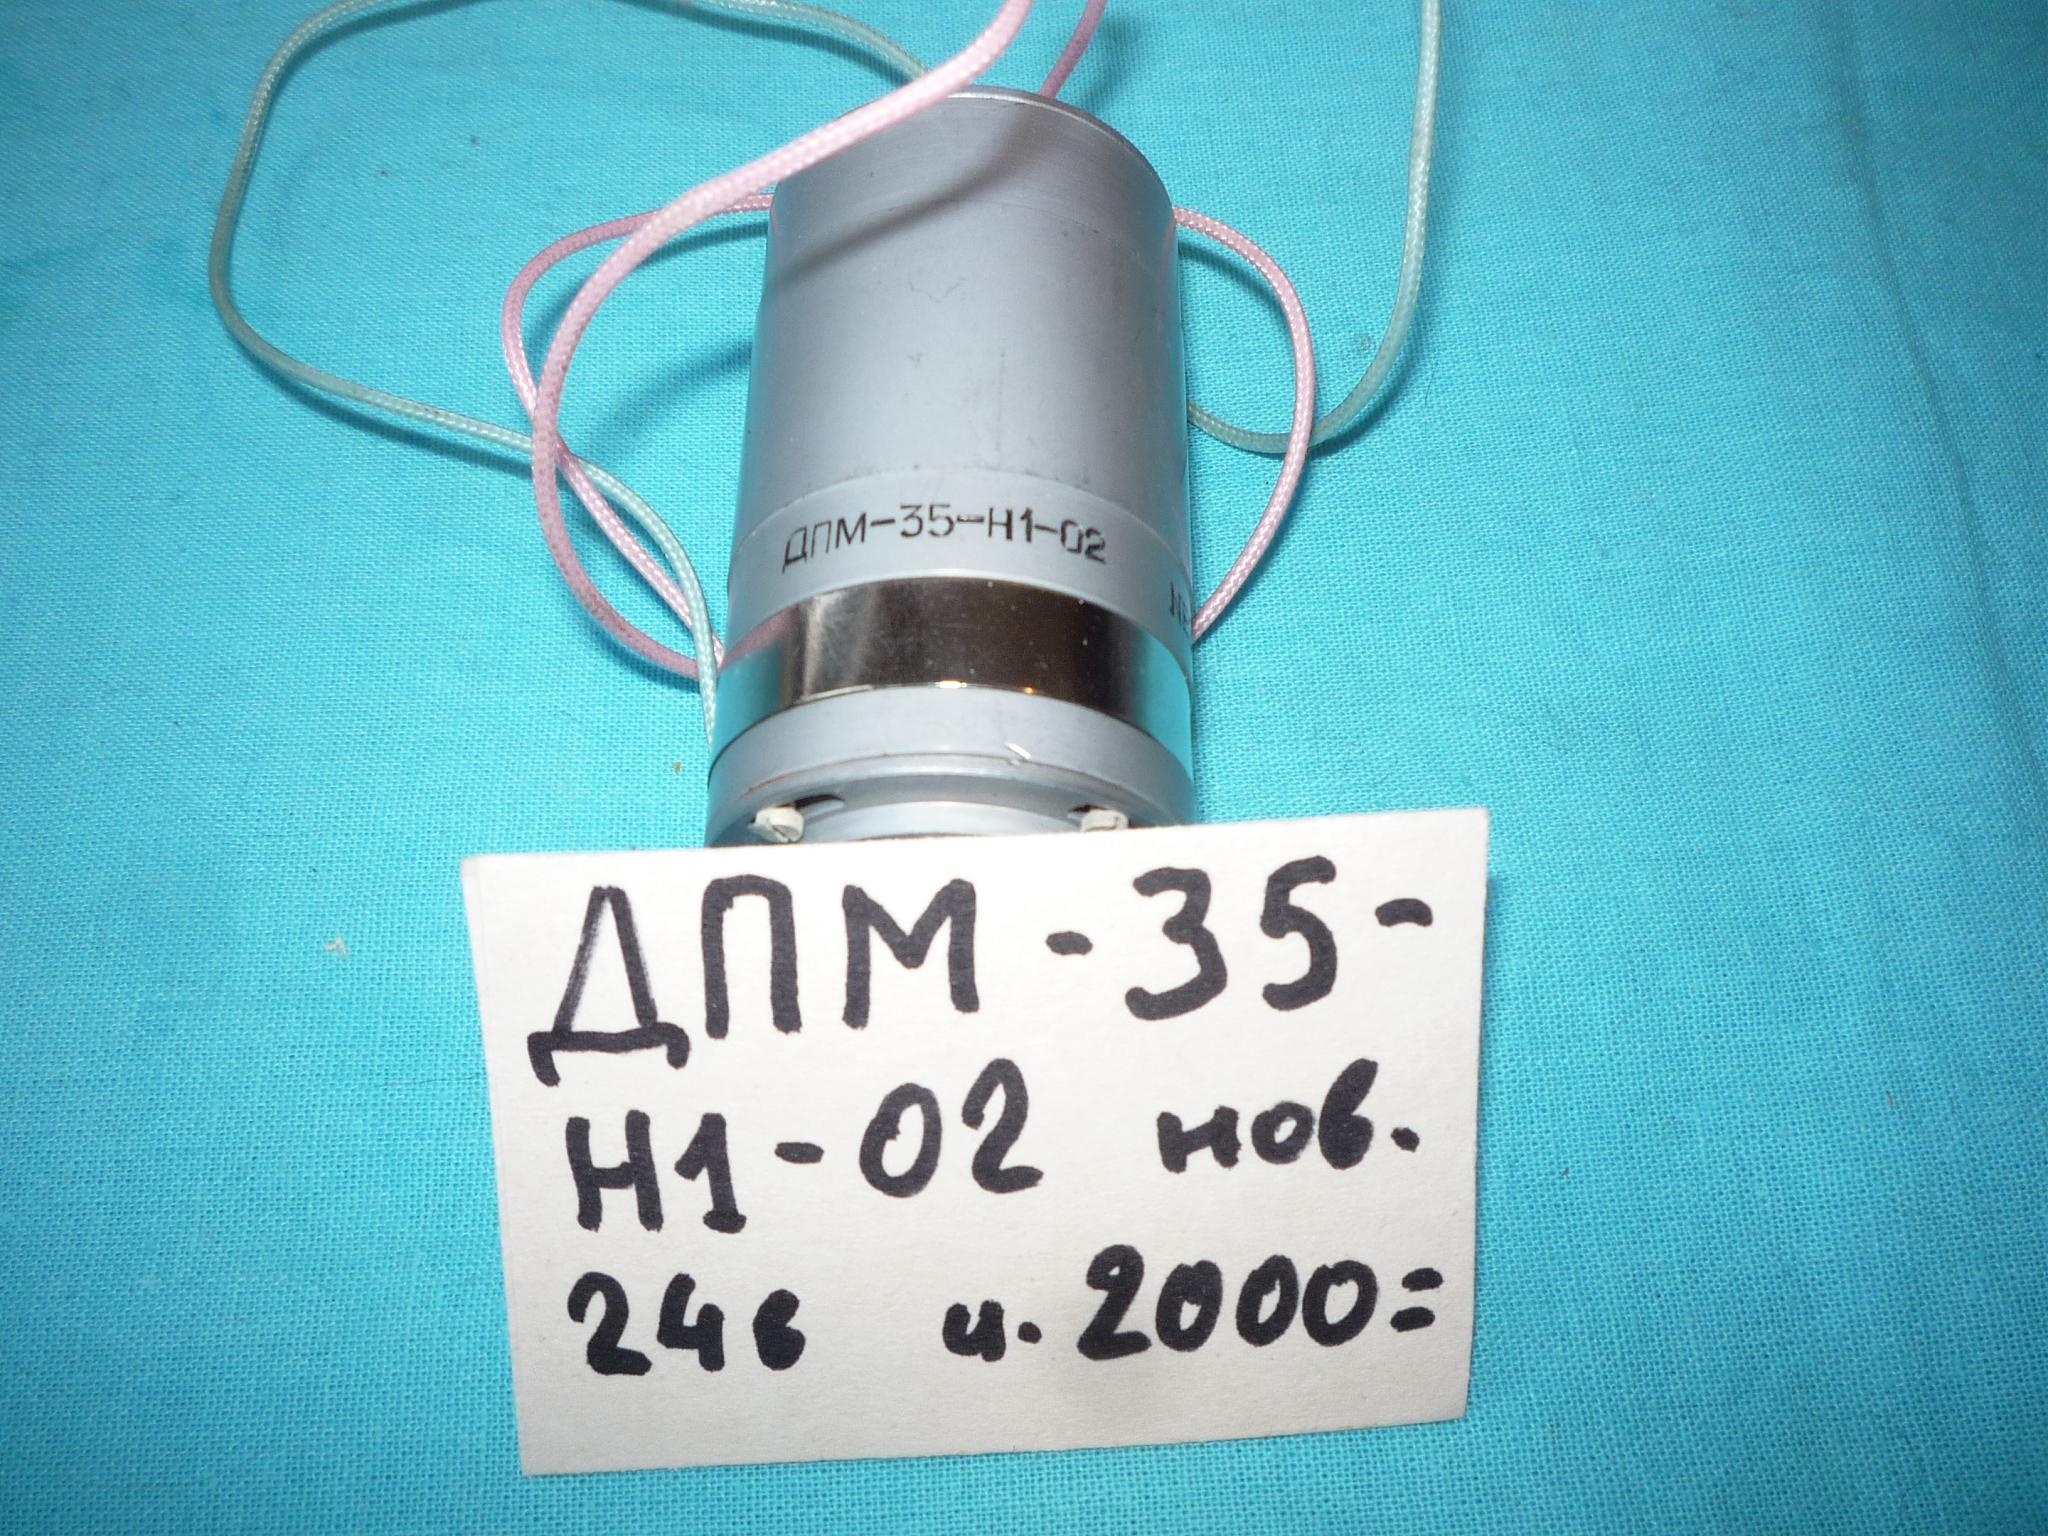 ДПМ-35-Н1-02
ДПМ-35-
Н1-02 нов.
24в ц.2000=